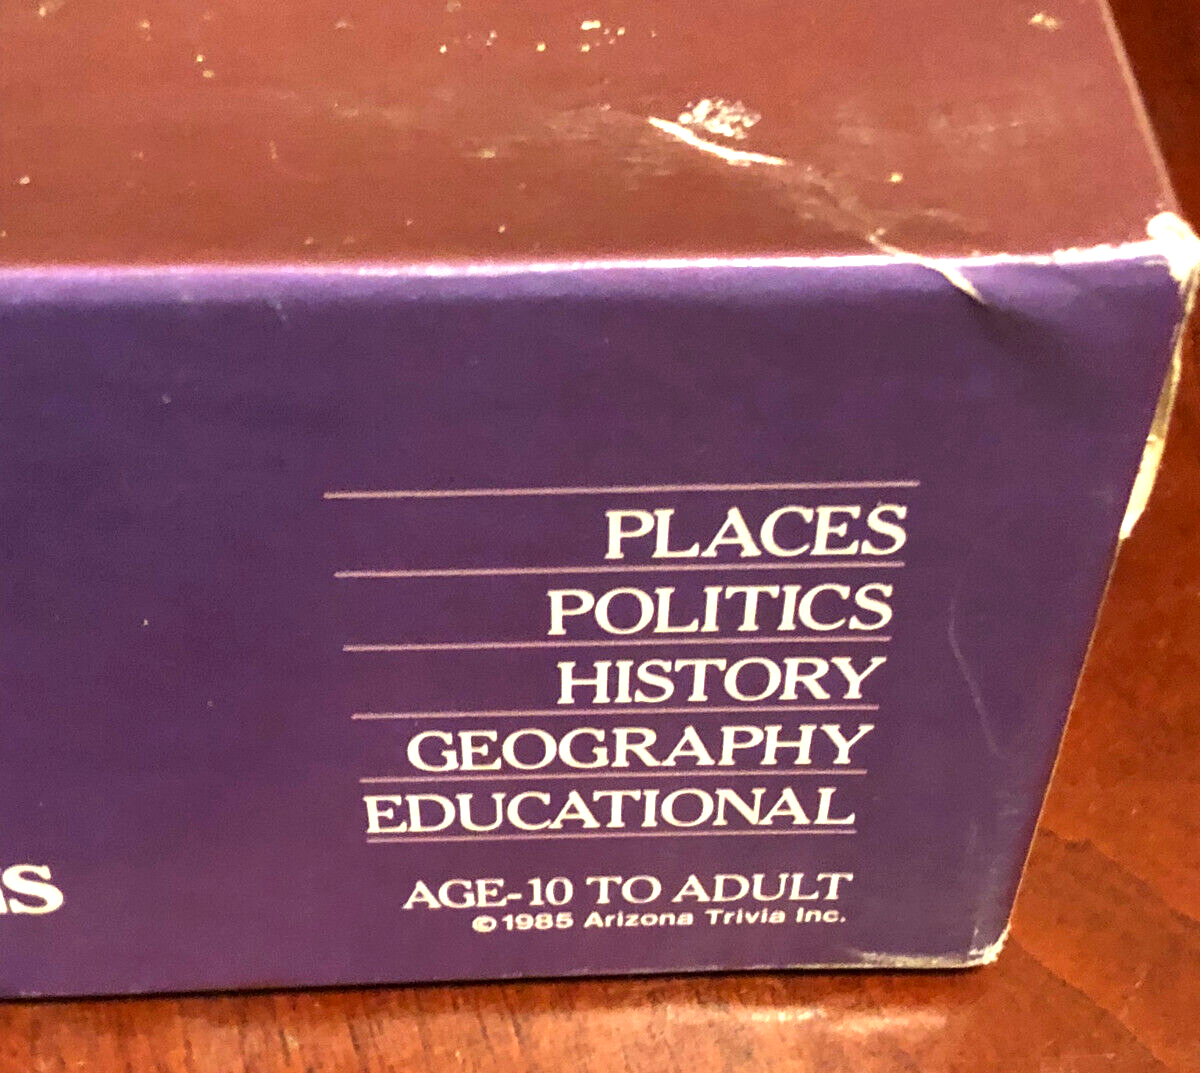 PLACES
POLITICS
HISTORY
GEOGRAPHY
EDUCATIONAL
AGE-10 TO ADULT
©1985 Arizona Trivia Inc.